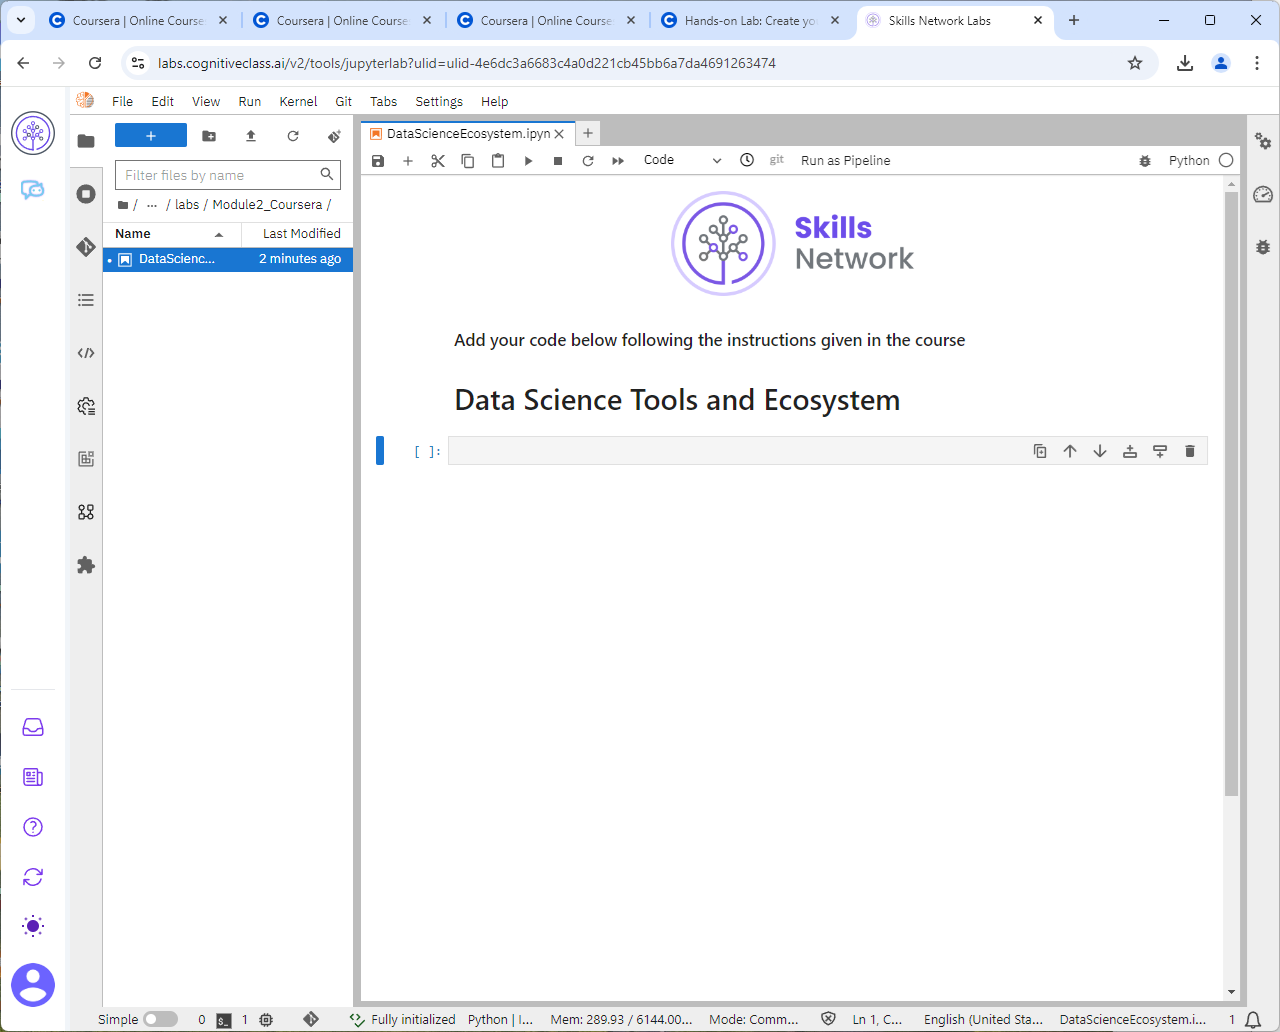 Coursera | Online Course
Coursera | Online Course
Coursera | Online Course
Hands-on Lab: Create yo
Skills Network Labs
labs.cognitiveclass.ai/v2/tools/jupyterlab?ulid=ulid-4e6dc3a6683c4a0d221cb45bb6a7da4691263474
File Edit View Run Kernel Git Tabs Settings Help
DataScienceEcosystem.ipyn
Code
git
Run as Pipeline
Python
Filter files by name
/ ... / labs / Module2_Coursera /
Name
Last Modified
DataScienc...
2 minutes ago
Skills
Network
Add your code below following the instructions given in the course
Data Science Tools and Ecosystem
[ ]:
Simple
0
1
Fully initialized
Python | I...
Mem: 289.93 / 6144.00...
Mode: Comm...
Ln 1, C...
English (United Sta...
DataScienceEcosystem.i...
1